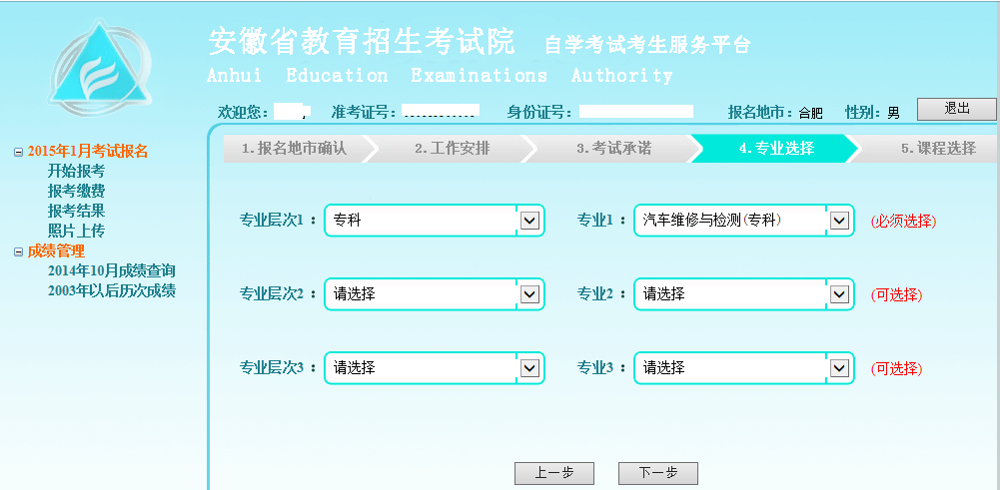 安徽省教育招生考试院 自学考试考生服务平台
Anhui Education Examinations Authority
欢迎您： 准考证号： 身份证号： 报名地市：合肥 性别：男 退出
1.报名地市确认 2.工作安排 3.考试承诺 4.专业选择 5.课程选择
2015年1月考试报名
开始报考
报考缴费
报考结果
照片上传
成绩管理
2014年10月成绩查询
2003年以后历次成绩
专业层次1： 专科 专业1： 汽车维修与检测(专科) (必须选择)
专业层次2： 请选择 专业2： 请选择 (可选择)
专业层次3： 请选择 专业3： 请选择 (可选择)
上一步 下一步